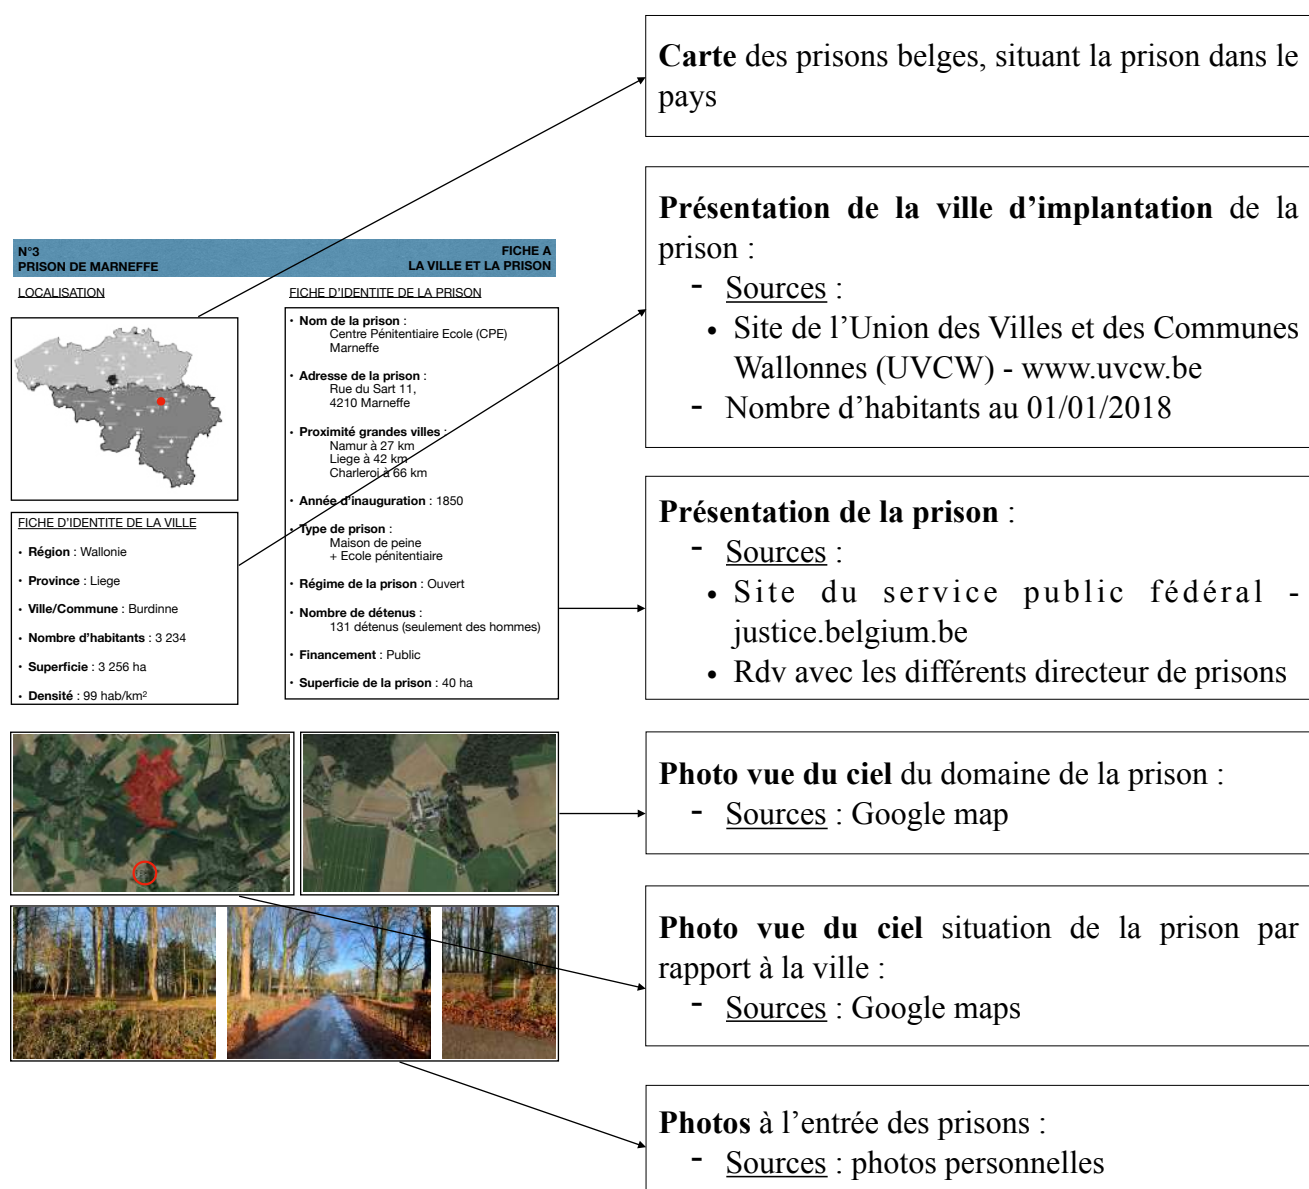 Carte des prisons belges, situant la prison dans le
pays
Présentation de la ville d’implantation de la
prison :
- Sources :
• Site de l’Union des Villes et des Communes
Wallonnes (UVCW) - www.uvcw.be
- Nombre d’habitants au 01/01/2018
N°3
PRISON DE MARNEFFE
FICHE A
LA VILLE ET LA PRISON
LOCALISATION
FICHE D'IDENTITE DE LA VILLE
• Région : Wallonie
• Province : Liege
• Ville/Commune : Burdinne
• Nombre d'habitants : 3 234
• Superficie : 3 256 ha
• Densité : 99 hab/km²
FICHE D'IDENTITE DE LA PRISON
• Nom de la prison :
Centre Pénitentiaire Ecole (CPE)
Marneffe
• Adresse de la prison :
Rue du Sart 11,
4210 Marneffe
• Proximité grandes villes :
Namur à 27 km
Liege à 42 km
Charleroi à 66 km
• Année d'inauguration : 1850
• Type de prison :
Maison de peine
+ Ecole pénitentiaire
• Régime de la prison : Ouvert
• Nombre de détenus :
131 détenus (seulement des hommes)
• Financement : Public
• Superficie de la prison : 40 ha
Présentation de la prison :
- Sources :
• Site du service public fédéral -
justice.belgium.be
• Rdv avec les différents directeur de prisons
Photo vue du ciel du domaine de la prison :
- Sources : Google map
Photo vue du ciel situation de la prison par
rapport à la ville :
- Sources : Google maps
Photos à l’entrée des prisons :
- Sources : photos personnelles